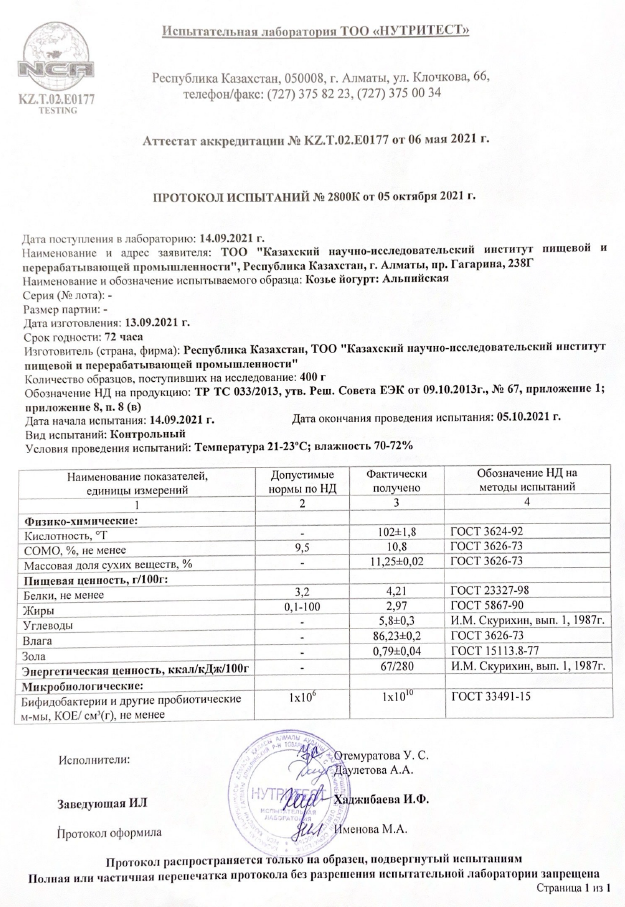 Испытательная лаборатория ТОО «НУТРИТЕСТ»
NCA
KZ.T.02.E0177
TESTING
Республика Казахстан, 050008, г. Алматы, ул. Клочкова, 66,
телефон/факс: (727) 375 82 23, (727) 375 00 34
Аттестат аккредитации № KZ.T.02.E0177 от 06 мая 2021 г.
ПРОТОКОЛ ИСПЫТАНИЙ № 2800К от 05 октября 2021 г.
Дата поступления в лабораторию: 14.09.2021 г.
Наименование и адрес заявителя: ТОО "Казахский научно-исследовательский институт пищевой и
перерабатывающей промышленности", Республика Казахстан, г. Алматы, пр. Гагарина, 238Г
Наименование и обозначение испытываемого образца: Козье йогурт: Альпийская
Серия (№ лота): -
Размер партии: -
Дата изготовления: 13.09.2021 г.
Срок годности: 72 часа
Изготовитель (страна, фирма): Республика Казахстан, ТОО "Казахский научно-исследовательский институт
пищевой и перерабатывающей промышленности"
Количество образцов, поступивших на исследование: 400 г
Обозначение НД на продукцию: ТР ТС 033/2013, утв. Реш. Совета ЕЭК от 09.10.2013г., № 67, приложение 1;
приложение 8, п. 8 (в)
Дата начала испытания: 14.09.2021 г. Дата окончания проведения испытания: 05.10.2021 г.
Вид испытаний: Контрольный
Условия проведения испытаний: Температура 21-23°С; влажность 70-72%
Наименование показателей, единицы измерений Допустимые нормы по НД Фактически получено Обозначение НД на методы испытаний
1 2 3 4
Физико-химические:
Кислотность, °Т - 102±1,8 ГОСТ 3624-92
СОМО, %, не менее 9,5 10,8 ГОСТ 3626-73
Массовая доля сухих веществ, % - 11,25±0,02 ГОСТ 3626-73
Пищевая ценность, г/100г:
Белки, не менее 3,2 4,21 ГОСТ 23327-98
Жиры 0,1-100 2,97 ГОСТ 5867-90
Углеводы - 5,8±0,3 И.М. Скурихин, вып. 1, 1987г.
Влага - 86,23±0,2 ГОСТ 3626-73
Зола - 0,79±0,04 ГОСТ 15113.8-77
Энергетическая ценность, ккал/кДж/100г - 67/280 И.М. Скурихин, вып. 1, 1987г.
Микробиологические:
Бифидобактерии и другие пробиотические 1х10⁶ 1х10¹⁰ ГОСТ 33491-15
м-мы, КОЕ/ см³(г), не менее
Исполнители: Отемуратова У. С.
Даулетова А.А.
НУТРИТЕСТ
ИСПЫТАТЕЛЬНАЯ
ЛАБОРАТОРИЯ
Заведующая ИЛ Хаджибаева И.Ф.
Протокол оформила Именова М.А.
Протокол распространяется только на образец, подвергнутый испытаниям
Полная или частичная перепечатка протокола без разрешения испытательной лаборатории запрещена
Страница 1 из 1